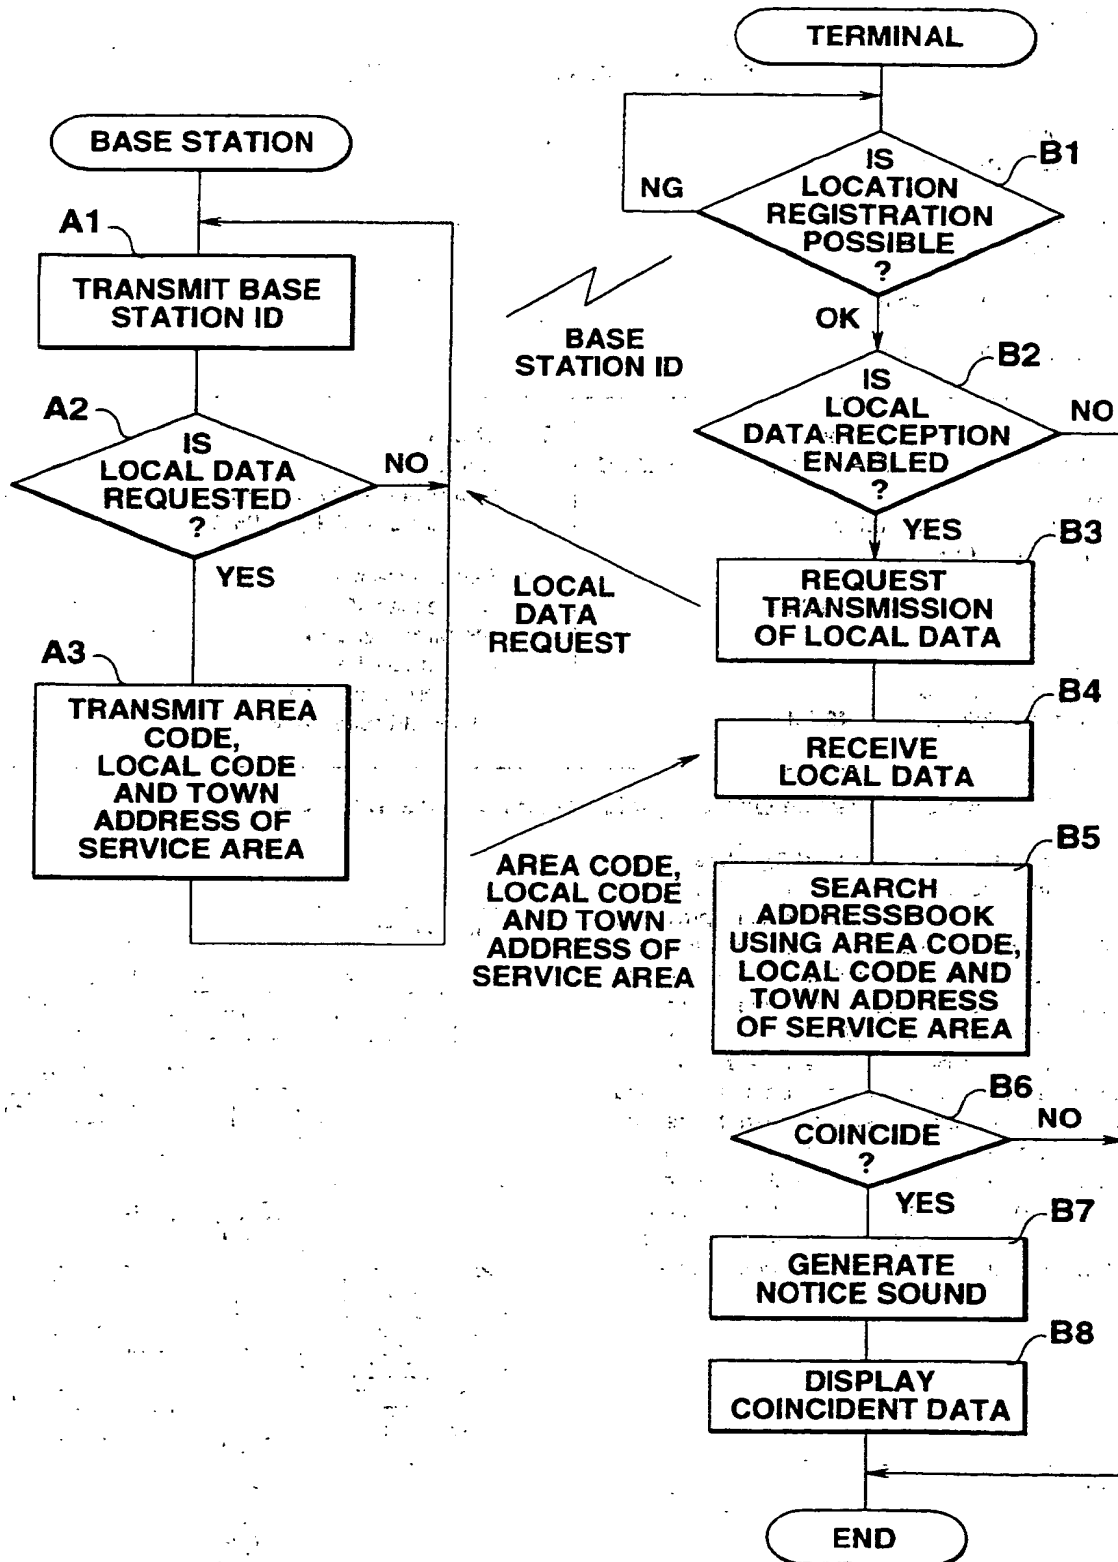 BASE STATION
A1
TRANSMIT BASE
STATION ID
A2
IS
LOCAL DATA
REQUESTED
?
NO
YES
A3
TRANSMIT AREA
CODE,
LOCAL CODE
AND TOWN
ADDRESS OF
SERVICE AREA
BASE
STATION ID
LOCAL
DATA
REQUEST
AREA CODE,
LOCAL CODE
AND TOWN
ADDRESS OF
SERVICE AREA
TERMINAL
B1
IS
LOCATION
REGISTRATION
POSSIBLE
?
NG
OK
B2
IS
LOCAL
DATA RECEPTION
ENABLED
?
NO
YES
B3
REQUEST
TRANSMISSION
OF LOCAL DATA
B4
RECEIVE
LOCAL DATA
B5
SEARCH
ADDRESSBOOK
USING AREA CODE,
LOCAL CODE AND
TOWN ADDRESS
OF SERVICE AREA
B6
COINCIDE
?
NO
YES
B7
GENERATE
NOTICE SOUND
B8
DISPLAY
COINCIDENT DATA
END